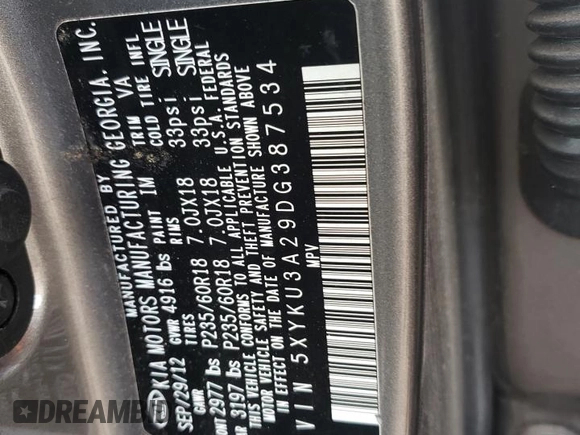 MANUFACTURED BY
KIA MOTORS MANUFACTURING GEORGIA, INC.
SEP/29/12 PAINT IM TRIM VA
GVWR 4916 lbs
GAWR TIRES RIMS COLD TIRE INFL
2977 lbs P235/60R18 7.0JX18 33psi SINGLE
3197 lbs P235/60R18 7.0JX18 33psi SINGLE
THIS VEHICLE CONFORMS TO ALL APPLICABLE U.S.A. FEDERAL
MOTOR VEHICLE SAFETY AND THEFT PREVENTION STANDARDS
IN EFFECT ON THE DATE OF MANUFACTURE SHOWN ABOVE
VIN 5XYKU3A29DG387534
MPV
DREAMBID